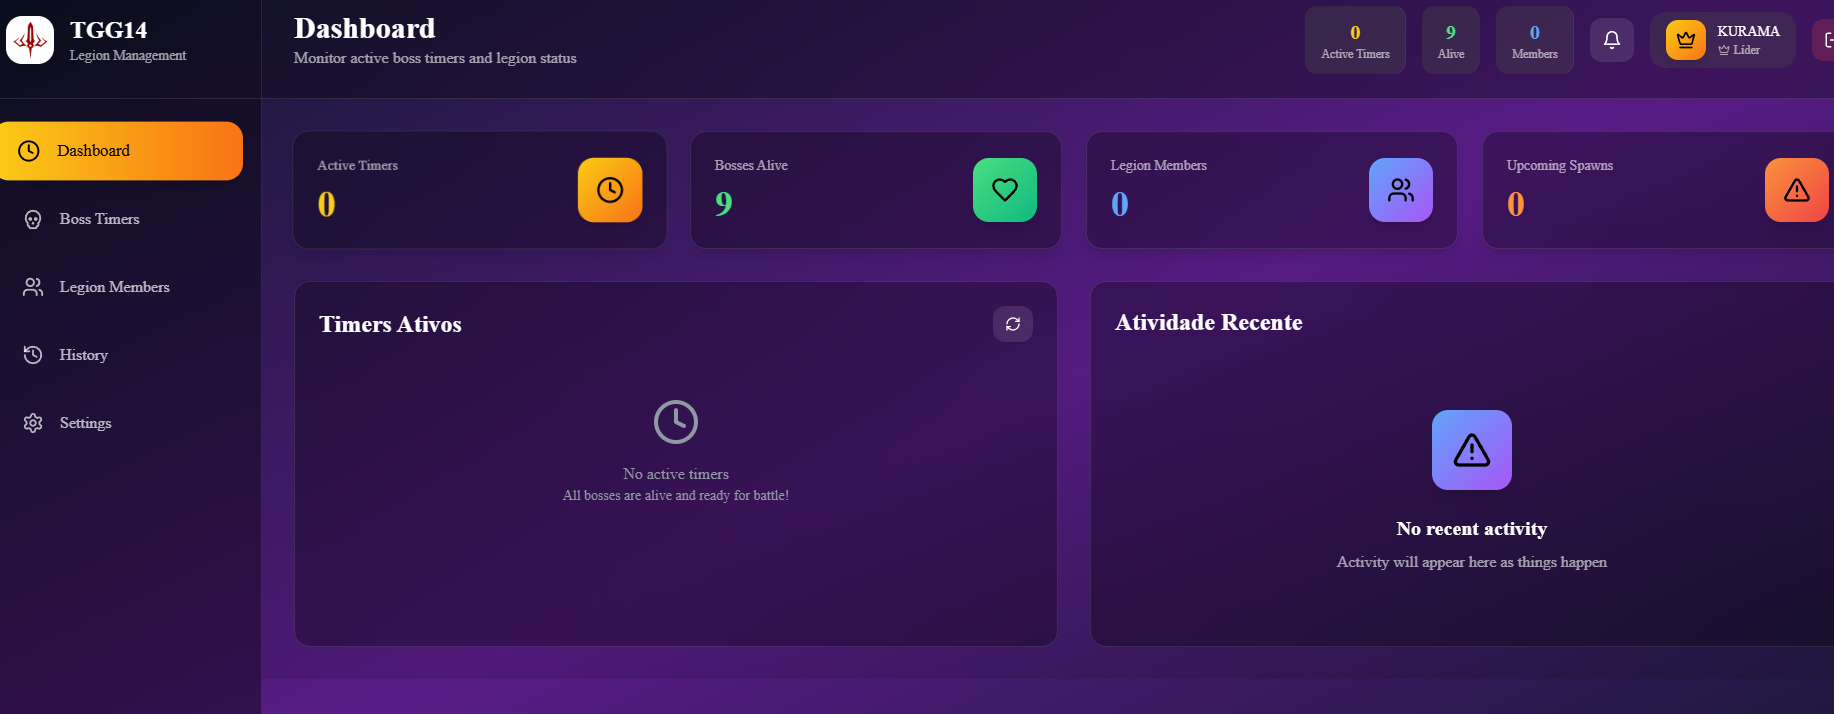 TGG14
Legion Management
Dashboard
Monitor active boss timers and legion status
0
Active Timers
9
Alive
0
Members
KURAMA
Líder
Dashboard
Boss Timers
Legion Members
History
Settings
Active Timers
0
Bosses Alive
9
Legion Members
0
Upcoming Spawns
0
Timers Ativos
No active timers
All bosses are alive and ready for battle!
Atividade Recente
No recent activity
Activity will appear here as things happen